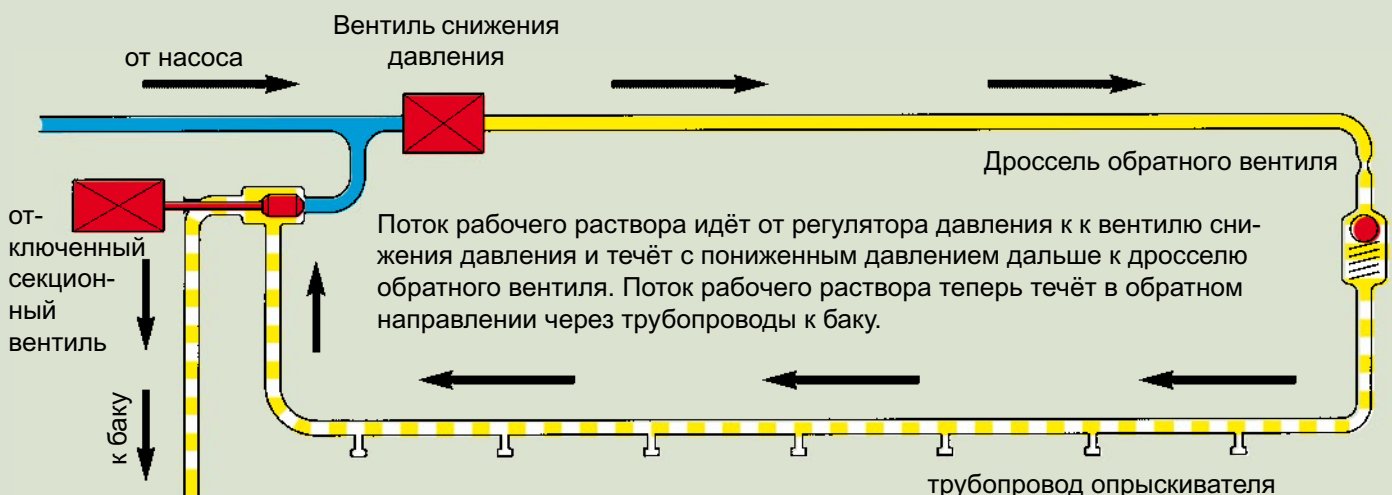 Вентиль снижения
давления
от насоса
Дроссель обратного вентиля
от-
ключенный
секцион-
ный
вентиль
Поток рабочего раствора идёт от регулятора давления к к вентилю сни-
жения давления и течёт с пониженным давлением дальше к дросселю
обратного вентиля. Поток рабочего раствора теперь течёт в обратном
направлении через трубопроводы к баку.
к баку
трубопровод опрыскивателя